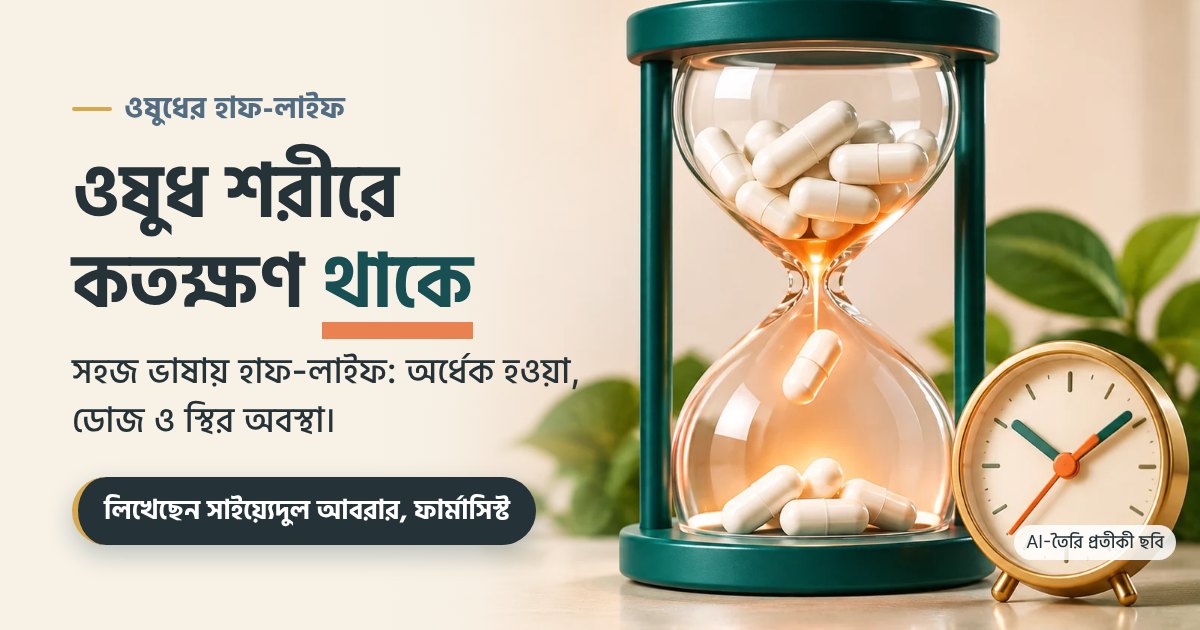 ওষুধের হাফ-লাইফ
ওষুধ শরীরে
কতক্ষণ থাকে
সহজ ভাষায় হাফ-লাইফ: অর্ধেক হওয়া,
ডোজ ও স্থির অবস্থা।
লিখেছেন সাইয়্যেদুল আবরার, ফার্মাসিস্ট
AI-তৈরি প্রতীকী ছবি